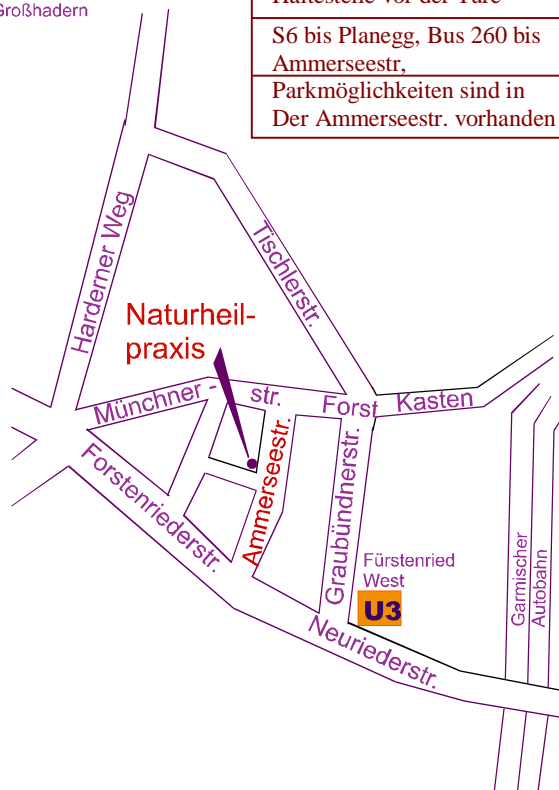 Großhadern
Haltestelle vor der Türe
S6 bis Planegg, Bus 260 bis
Ammerseestr,
Parkmöglichkeiten sind in
Der Ammerseestr. vorhanden
Harderner Weg
Tischlerstr.
Naturheil-
praxis
Münchner - str.
Forst Kasten
Forstenriederstr.
Ammerseestr.
Graubündnerstr.
Fürstenried
West
U3
Neuriederstr.
Garmischer
Autobahn